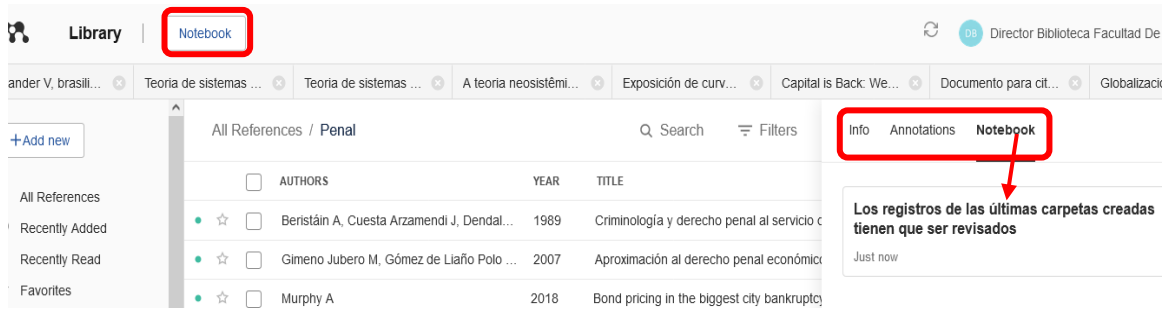 Library
Notebook
DB
Director Biblioteca Facultad De
ander V, brasili...
Teoria de sistemas ...
Teoria de sistemas ...
A teoria neosistêmi...
Exposición de curv...
Capital is Back: We...
Documento para cit...
Globalizació
+Add new
All References / Penal
Search
Filters
Info
Annotations
Notebook
AUTHORS
YEAR
TITLE
All References
Recently Added
Recently Read
Favorites
Beristáin A, Cuesta Arzamendi J, Dendal...
1989
Criminología y derecho penal al servicio d
Gimeno Jubero M, Gómez de Liaño Polo ...
2007
Aproximación al derecho penal económico
Murphy A
2018
Bond pricing in the biggest city bankruptcy
Los registros de las últimas carpetas creadas
tienen que ser revisados
Just now